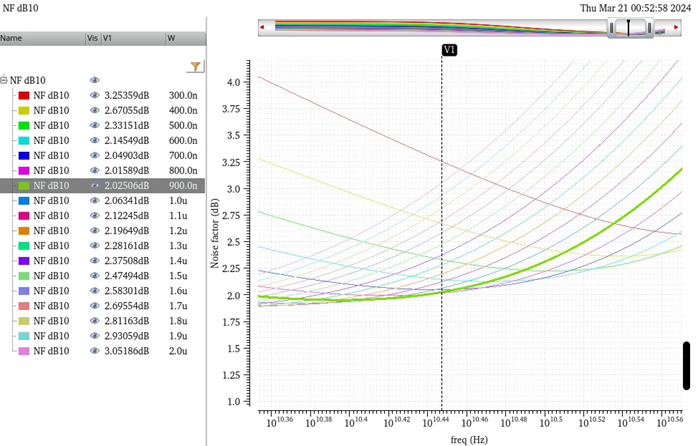 NF dB10
Thu Mar 21 00:52:58 2024
Name Vis V1 W
NF dB10
NF dB10 3.25359dB 300.0n
NF dB10 2.67055dB 400.0n
NF dB10 2.33151dB 500.0n
NF dB10 2.14549dB 600.0n
NF dB10 2.04903dB 700.0n
NF dB10 2.01589dB 800.0n
NF dB10 2.02506dB 900.0n
NF dB10 2.06341dB 1.0u
NF dB10 2.12245dB 1.1u
NF dB10 2.19649dB 1.2u
NF dB10 2.28161dB 1.3u
NF dB10 2.37508dB 1.4u
NF dB10 2.47494dB 1.5u
NF dB10 2.58301dB 1.6u
NF dB10 2.69554dB 1.7u
NF dB10 2.81163dB 1.8u
NF dB10 2.93059dB 1.9u
NF dB10 3.05186dB 2.0u
V1
Noise factor (dB)
4.0
3.75
3.5
3.25
3.0
2.75
2.5
2.25
2.0
1.75
1.5
1.25
1.0
10^10.36 10^10.38 10^10.4 10^10.42 10^10.44 10^10.46 10^10.48 10^10.5 10^10.52 10^10.54 10^10.56
freq (Hz)